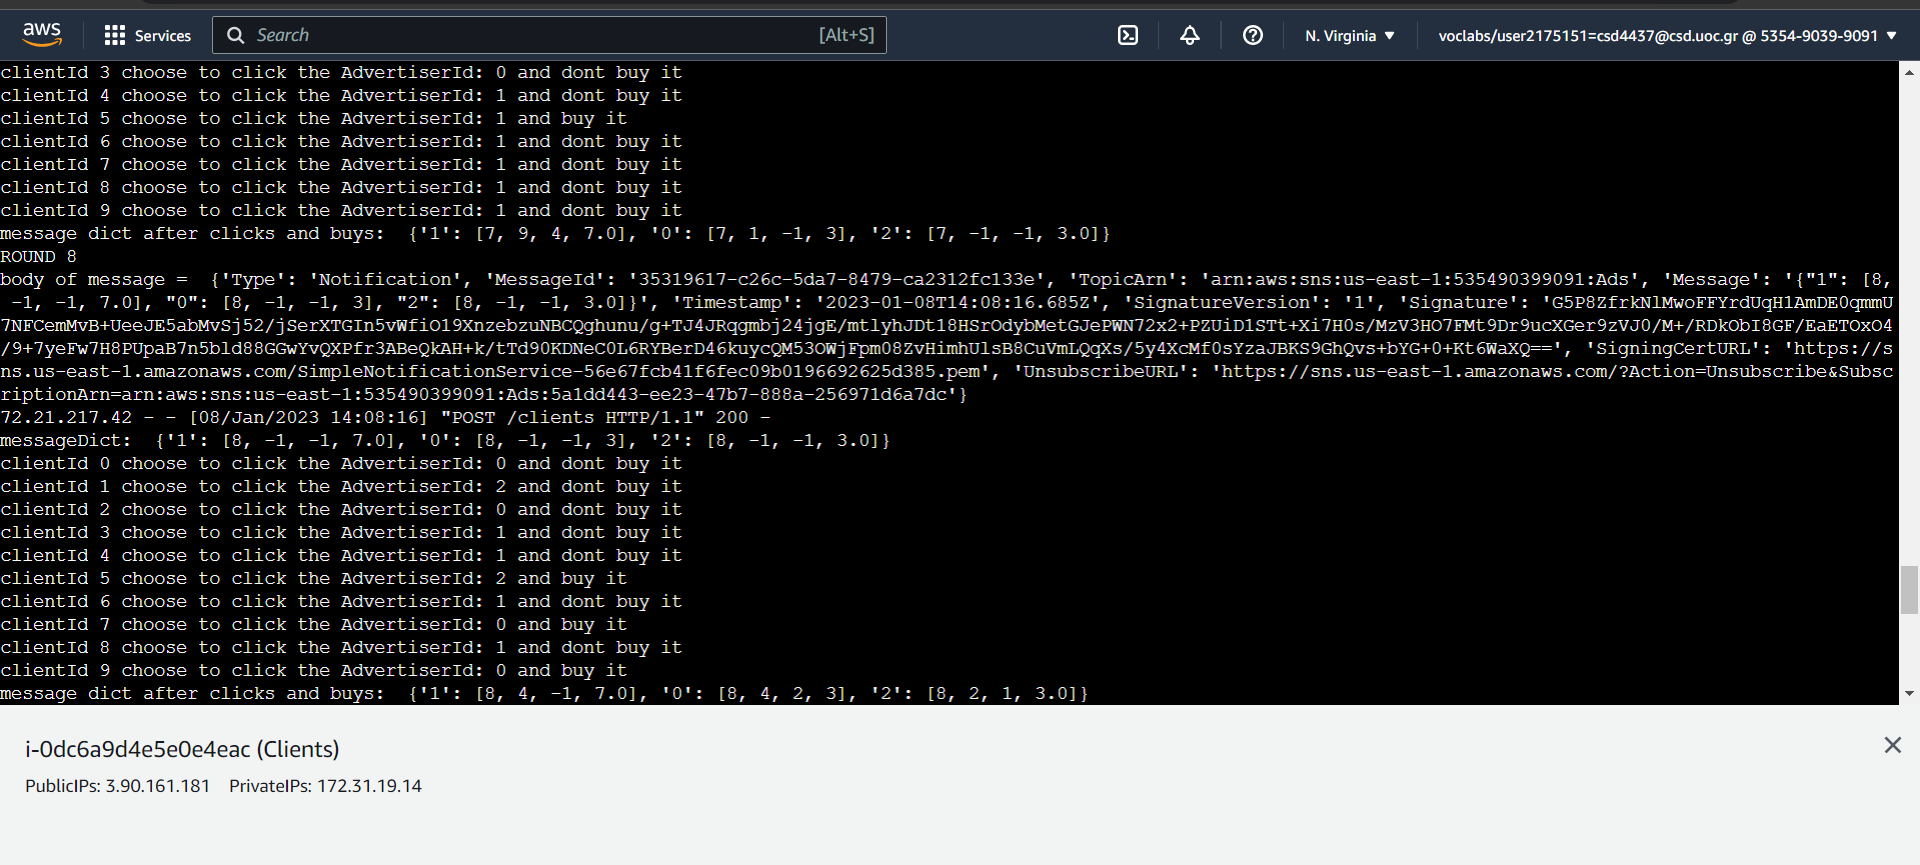 aws Services Search [Alt+S] N. Virginia voclabs/user2175151=csd4437@csd.uoc.gr @ 5354-9039-9091
clientId 3 choose to click the AdvertiserId: 0 and dont buy it
clientId 4 choose to click the AdvertiserId: 1 and dont buy it
clientId 5 choose to click the AdvertiserId: 1 and buy it
clientId 6 choose to click the AdvertiserId: 1 and dont buy it
clientId 7 choose to click the AdvertiserId: 1 and dont buy it
clientId 8 choose to click the AdvertiserId: 1 and dont buy it
clientId 9 choose to click the AdvertiserId: 1 and dont buy it
message dict after clicks and buys:  {'1': [7, 9, 4, 7.0], '0': [7, 1, -1, 3], '2': [7, -1, -1, 3.0]}
ROUND 8
body of message =  {'Type': 'Notification', 'MessageId': '35319617-c26c-5da7-8479-ca2312fc133e', 'TopicArn': 'arn:aws:sns:us-east-1:535490399091:Ads', 'Message': '{"1": [8,
 -1, -1, 7.0], "0": [8, -1, -1, 3], "2": [8, -1, -1, 3.0]}', 'Timestamp': '2023-01-08T14:08:16.685Z', 'SignatureVersion': '1', 'Signature': 'G5P8ZfrkNlMwoFFYrdUgH1AmDE0qmmU
7NFCemMvB+UeeJE5abMvSj52/jSerXTGIn5vWfiO19XnzebzuNBCQghunu/g+TJ4JRqgmbj24jgE/mtlyhJDt18HSrOdybMetGJePWN72x2+PZUiD1STt+Xi7H0s/MzV3HO7FMt9Dr9ucXGer9zVJ0/M+/RDkObI8GF/EaETOxO4
/9+7yeFw7H8PUpaB7n5bld88GGwYvQXPfr3ABeQkAH+k/tTd90KDNeC0L6RYBerD46kuycQM53OWjFpm08ZvHimhUlsB8CuVmLQqXs/5y4XcMf0sYzaJBKS9GhQvs+bYG+0+Kt6WaXQ==', 'SigningCertURL': 'https://s
ns.us-east-1.amazonaws.com/SimpleNotificationService-56e67fcb41f6fec09b0196692625d385.pem', 'UnsubscribeURL': 'https://sns.us-east-1.amazonaws.com/?Action=Unsubscribe&Subsc
riptionArn=arn:aws:sns:us-east-1:535490399091:Ads:5a1dd443-ee23-47b7-888a-256971d6a7dc'}
72.21.217.42 - - [08/Jan/2023 14:08:16] "POST /clients HTTP/1.1" 200 -
messageDict:  {'1': [8, -1, -1, 7.0], '0': [8, -1, -1, 3], '2': [8, -1, -1, 3.0]}
clientId 0 choose to click the AdvertiserId: 0 and dont buy it
clientId 1 choose to click the AdvertiserId: 2 and dont buy it
clientId 2 choose to click the AdvertiserId: 0 and dont buy it
clientId 3 choose to click the AdvertiserId: 1 and dont buy it
clientId 4 choose to click the AdvertiserId: 1 and dont buy it
clientId 5 choose to click the AdvertiserId: 2 and buy it
clientId 6 choose to click the AdvertiserId: 1 and dont buy it
clientId 7 choose to click the AdvertiserId: 0 and buy it
clientId 8 choose to click the AdvertiserId: 1 and dont buy it
clientId 9 choose to click the AdvertiserId: 0 and buy it
message dict after clicks and buys:  {'1': [8, 4, -1, 7.0], '0': [8, 4, 2, 3], '2': [8, 2, 1, 3.0]}
i-0dc6a9d4e5e0e4eac (Clients)
PublicIPs: 3.90.161.181 PrivateIPs: 172.31.19.14